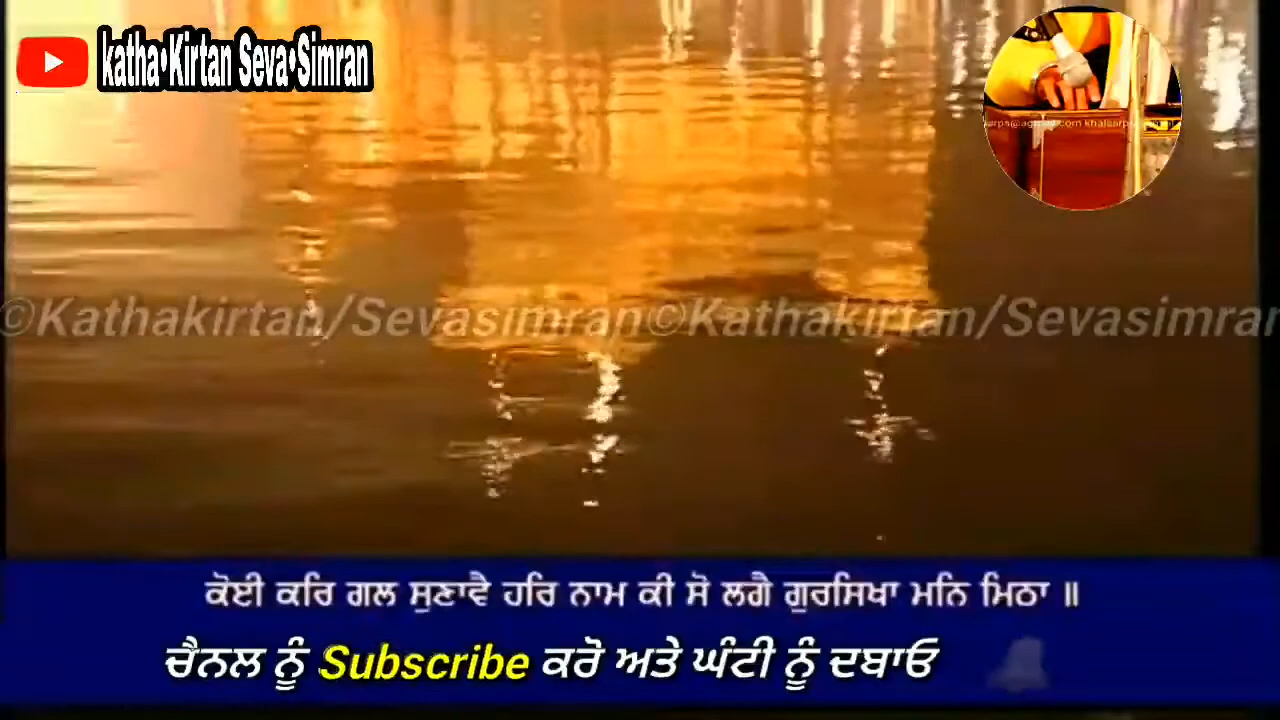 katha•Kirtan Seva•Simran
©Kathakirtan/Sevasimran©Kathakirtan/Sevasimran
ਕੋਈ ਕਰਿ ਗਲ ਸੁਣਾਵੈ ਹਰਿ ਨਾਮ ਕੀ ਸੋ ਲਗੈ ਗੁਰਸਿਖਾ ਮਨਿ ਮਿਠਾ ॥
ਚੈਨਲ ਨੂੰ Subscribe ਕਰੋ ਅਤੇ ਘੰਟੀ ਨੂੰ ਦਬਾਓ